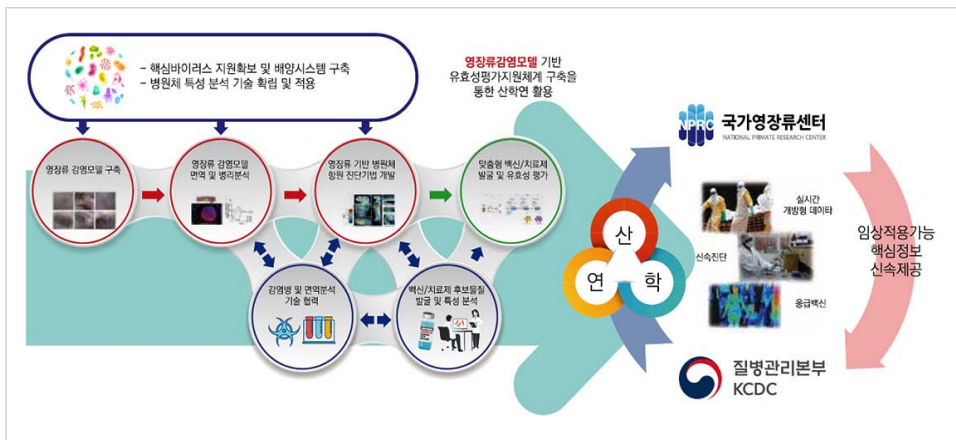 - 핵심바이러스 지원확보 및 배양시스템 구축
- 병원체 특성 분석 기술 확립 및 적용
영장류감염모델 기반
유효성평가지원체계 구축을
통한 산학연 활용
영장류 감염모델 구축
영장류 감염모델
면역 및 병리분석
영장류 기반 병원체
항원 진단기법 개발
맞춤형 백신/치료제
발굴 및 유효성 평가
감염병 및 면역분석
기술 협력
백신/치료제 후보물질
발굴 및 특성 분석
산
연
학
NPRC
국가영장류센터
NATIONAL PRIMATE RESEARCH CENTER
실시간
개방형 데이타
신속진단
응급백신
임상적용가능
핵심정보
신속제공
질병관리본부
KCDC